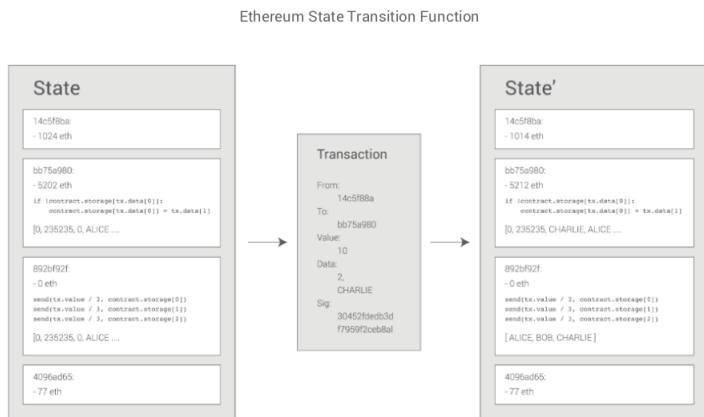 Ethereum State Transition Function
State
14c5f8ba:
- 1024 eth
bb75a980:
- 5202 eth
if !contract.storage[tx.data[0]]:
contract.storage[tx.data[0]] = tx.data[1]
[0, 235235, 0, ALICE ....
892bf92f:
- 0 eth
send(tx.value / 3, contract.storage[0])
send(tx.value / 3, contract.storage[1])
send(tx.value / 3, contract.storage[2])
[0, 235235, 0, ALICE ....
4096ad65:
- 77 eth
Transaction
From:
14c5f88a
To:
bb75a980
Value:
10
Data:
2,
CHARLIE
Sig:
30452fdedb3d
f7959f2ceb8a1
State'
14c5f8ba:
- 1014 eth
bb75a980:
- 5212 eth
if !contract.storage[tx.data[0]]:
contract.storage[tx.data[0]] = tx.data[1]
[0, 235235, CHARLIE, ALICE ....
892bf92f:
- 0 eth
send(tx.value / 3, contract.storage[0])
send(tx.value / 3, contract.storage[1])
send(tx.value / 3, contract.storage[2])
[ ALICE, BOB, CHARLIE ]
4096ad65:
- 77 eth